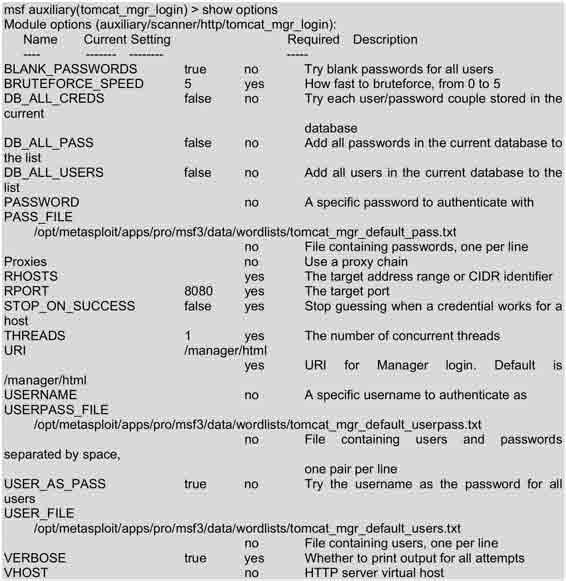 msf auxiliary(tomcat_mgr_login) > show options
Module options (auxiliary/scanner/http/tomcat_mgr_login):
Name Current Setting Required Description
---- ------- -------- -----
BLANK_PASSWORDS true no Try blank passwords for all users
BRUTEFORCE_SPEED 5 yes How fast to bruteforce, from 0 to 5
DB_ALL_CREDS false no Try each user/password couple stored in the
current
database
DB_ALL_PASS false no Add all passwords in the current database to
the list
DB_ALL_USERS false no Add all users in the current database to the
list
PASSWORD no A specific password to authenticate with
PASS_FILE
/opt/metasploit/apps/pro/msf3/data/wordlists/tomcat_mgr_default_pass.txt
no File containing passwords, one per line
Proxies no Use a proxy chain
RHOSTS yes The target address range or CIDR identifier
RPORT 8080 yes The target port
STOP_ON_SUCCESS false yes Stop guessing when a credential works for a
host
THREADS 1 yes The number of concurrent threads
URI /manager/html
yes URI for Manager login. Default is
/manager/html
USERNAME no A specific username to authenticate as
USERPASS_FILE
/opt/metasploit/apps/pro/msf3/data/wordlists/tomcat_mgr_default_userpass.txt
no File containing users and passwords
separated by space,
one pair per line
USER_AS_PASS true no Try the username as the password for all
users
USER_FILE
/opt/metasploit/apps/pro/msf3/data/wordlists/tomcat_mgr_default_users.txt
no File containing users, one per line
VERBOSE true yes Whether to print output for all attempts
VHOST no HTTP server virtual host